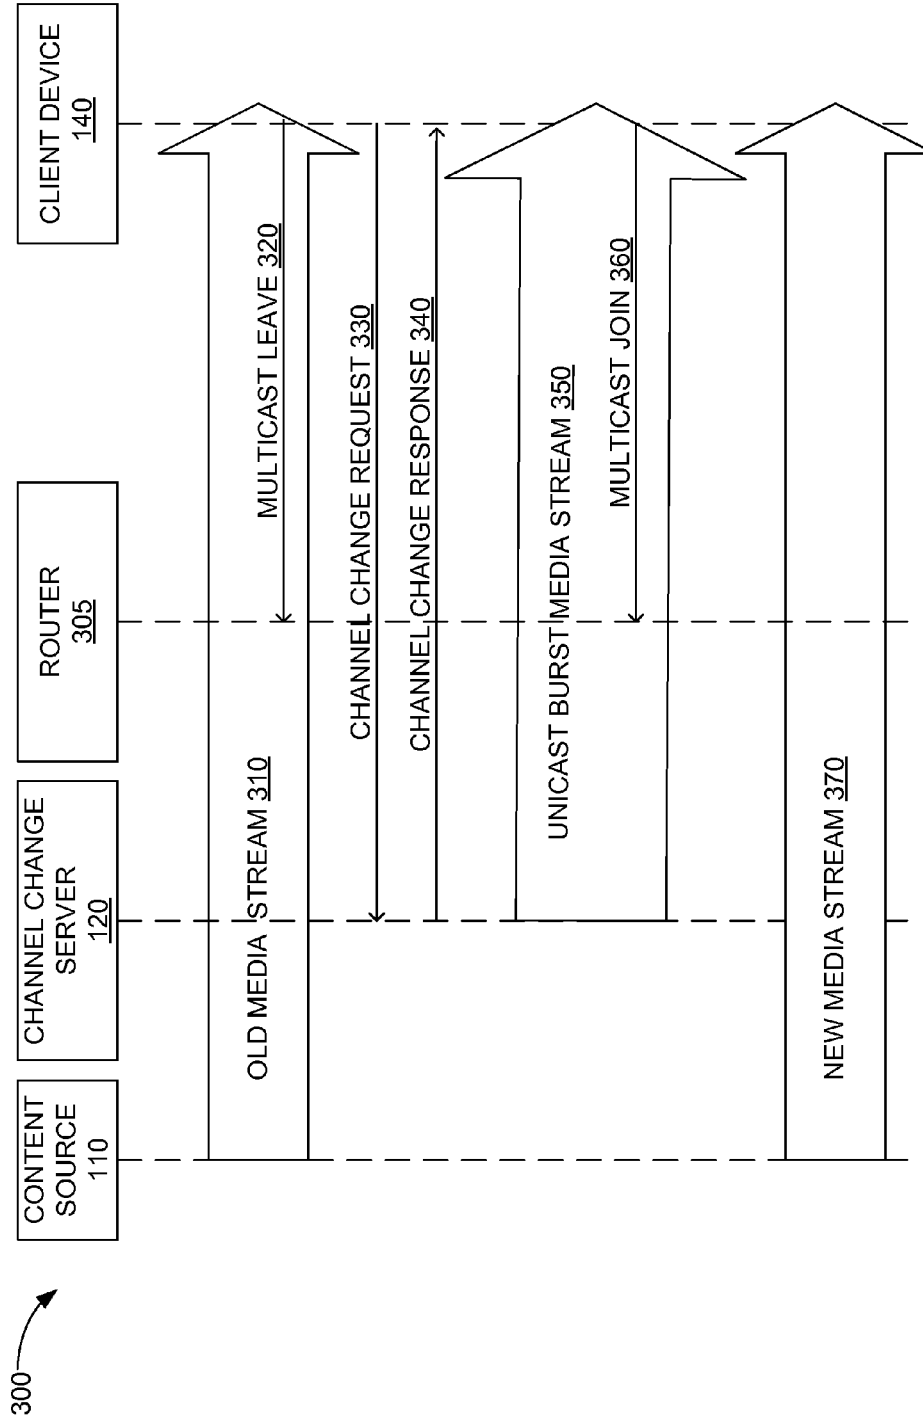 300
CONTENT
SOURCE
110
CHANNEL CHANGE
SERVER
120
ROUTER
305
CLIENT DEVICE
140
OLD MEDIA STREAM 310
MULTICAST LEAVE 320
CHANNEL CHANGE REQUEST 330
CHANNEL CHANGE RESPONSE 340
UNICAST BURST MEDIA STREAM 350
MULTICAST JOIN 360
NEW MEDIA STREAM 370